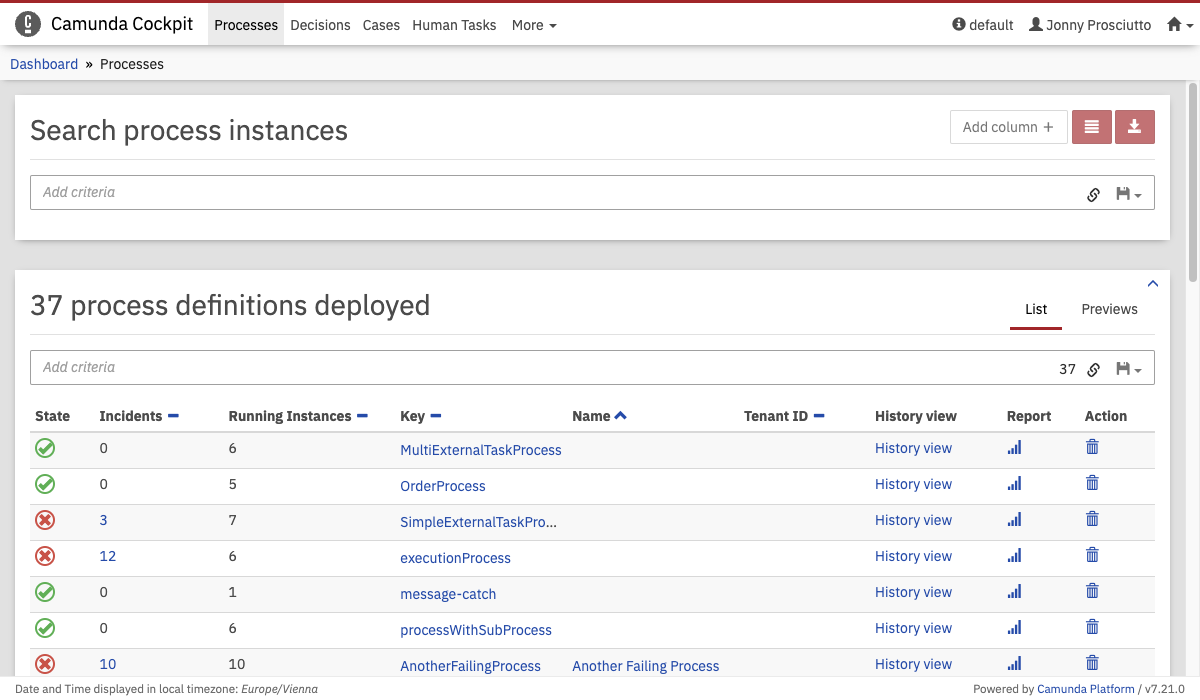 Camunda Cockpit Processes Decisions Cases Human Tasks More default Jonny Prosciutto
Dashboard » Processes
Search process instances Add column +
Add criteria
37 process definitions deployed List Previews
Add criteria 37
State Incidents Running Instances Key Name Tenant ID History view Report Action
0 6 MultiExternalTaskProcess History view
0 5 OrderProcess History view
3 7 SimpleExternalTaskPro... History view
12 6 executionProcess History view
0 1 message-catch History view
0 6 processWithSubProcess History view
10 10 AnotherFailingProcess Another Failing Process History view
Date and Time displayed in local timezone: Europe/Vienna Powered by Camunda Platform / v7.21.0